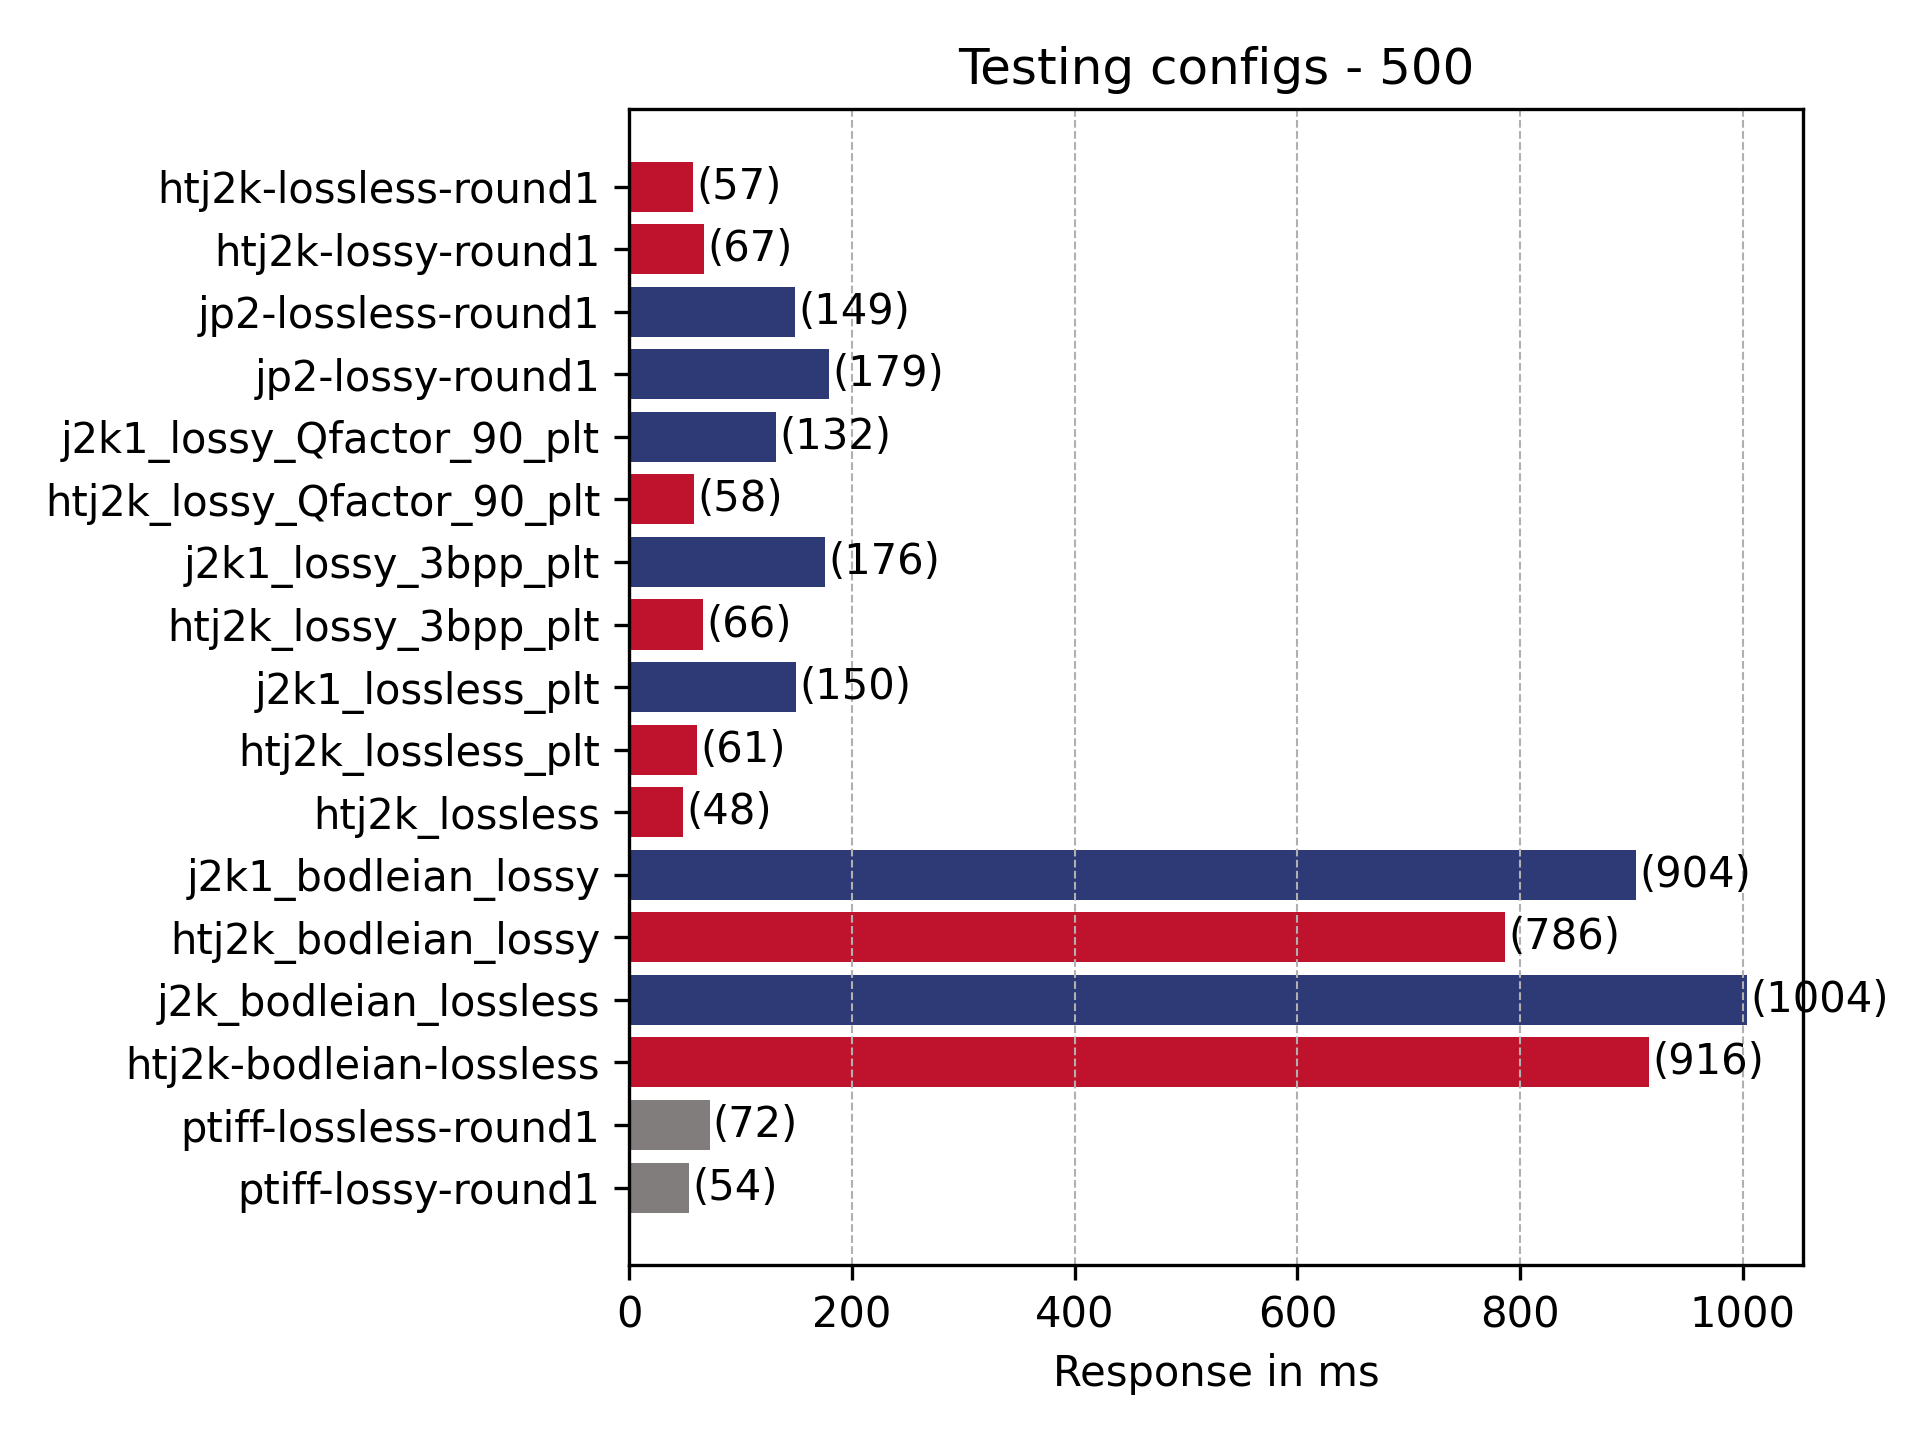 Testing configs - 500
htj2k-lossless-round1 (57)
htj2k-lossy-round1 (67)
jp2-lossless-round1 (149)
jp2-lossy-round1 (179)
j2k1_lossy_Qfactor_90_plt (132)
htj2k_lossy_Qfactor_90_plt (58)
j2k1_lossy_3bpp_plt (176)
htj2k_lossy_3bpp_plt (66)
j2k1_lossless_plt (150)
htj2k_lossless_plt (61)
htj2k_lossless (48)
j2k1_bodleian_lossy (904)
htj2k_bodleian_lossy (786)
j2k_bodleian_lossless (1004)
htj2k-bodleian-lossless (916)
ptiff-lossless-round1 (72)
ptiff-lossy-round1 (54)
0 200 400 600 800 1000
Response in ms